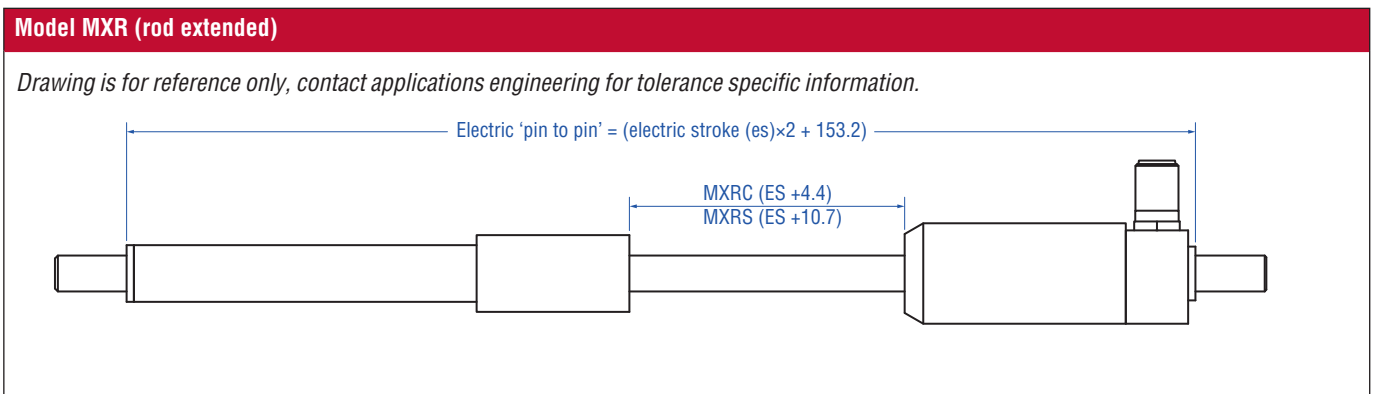 Model MXR (rod extended)
Drawing is for reference only, contact applications engineering for tolerance specific information.
Electric ‘pin to pin’ = (electric stroke (es)×2 + 153.2)
MXRC (ES +4.4)
MXRS (ES +10.7)